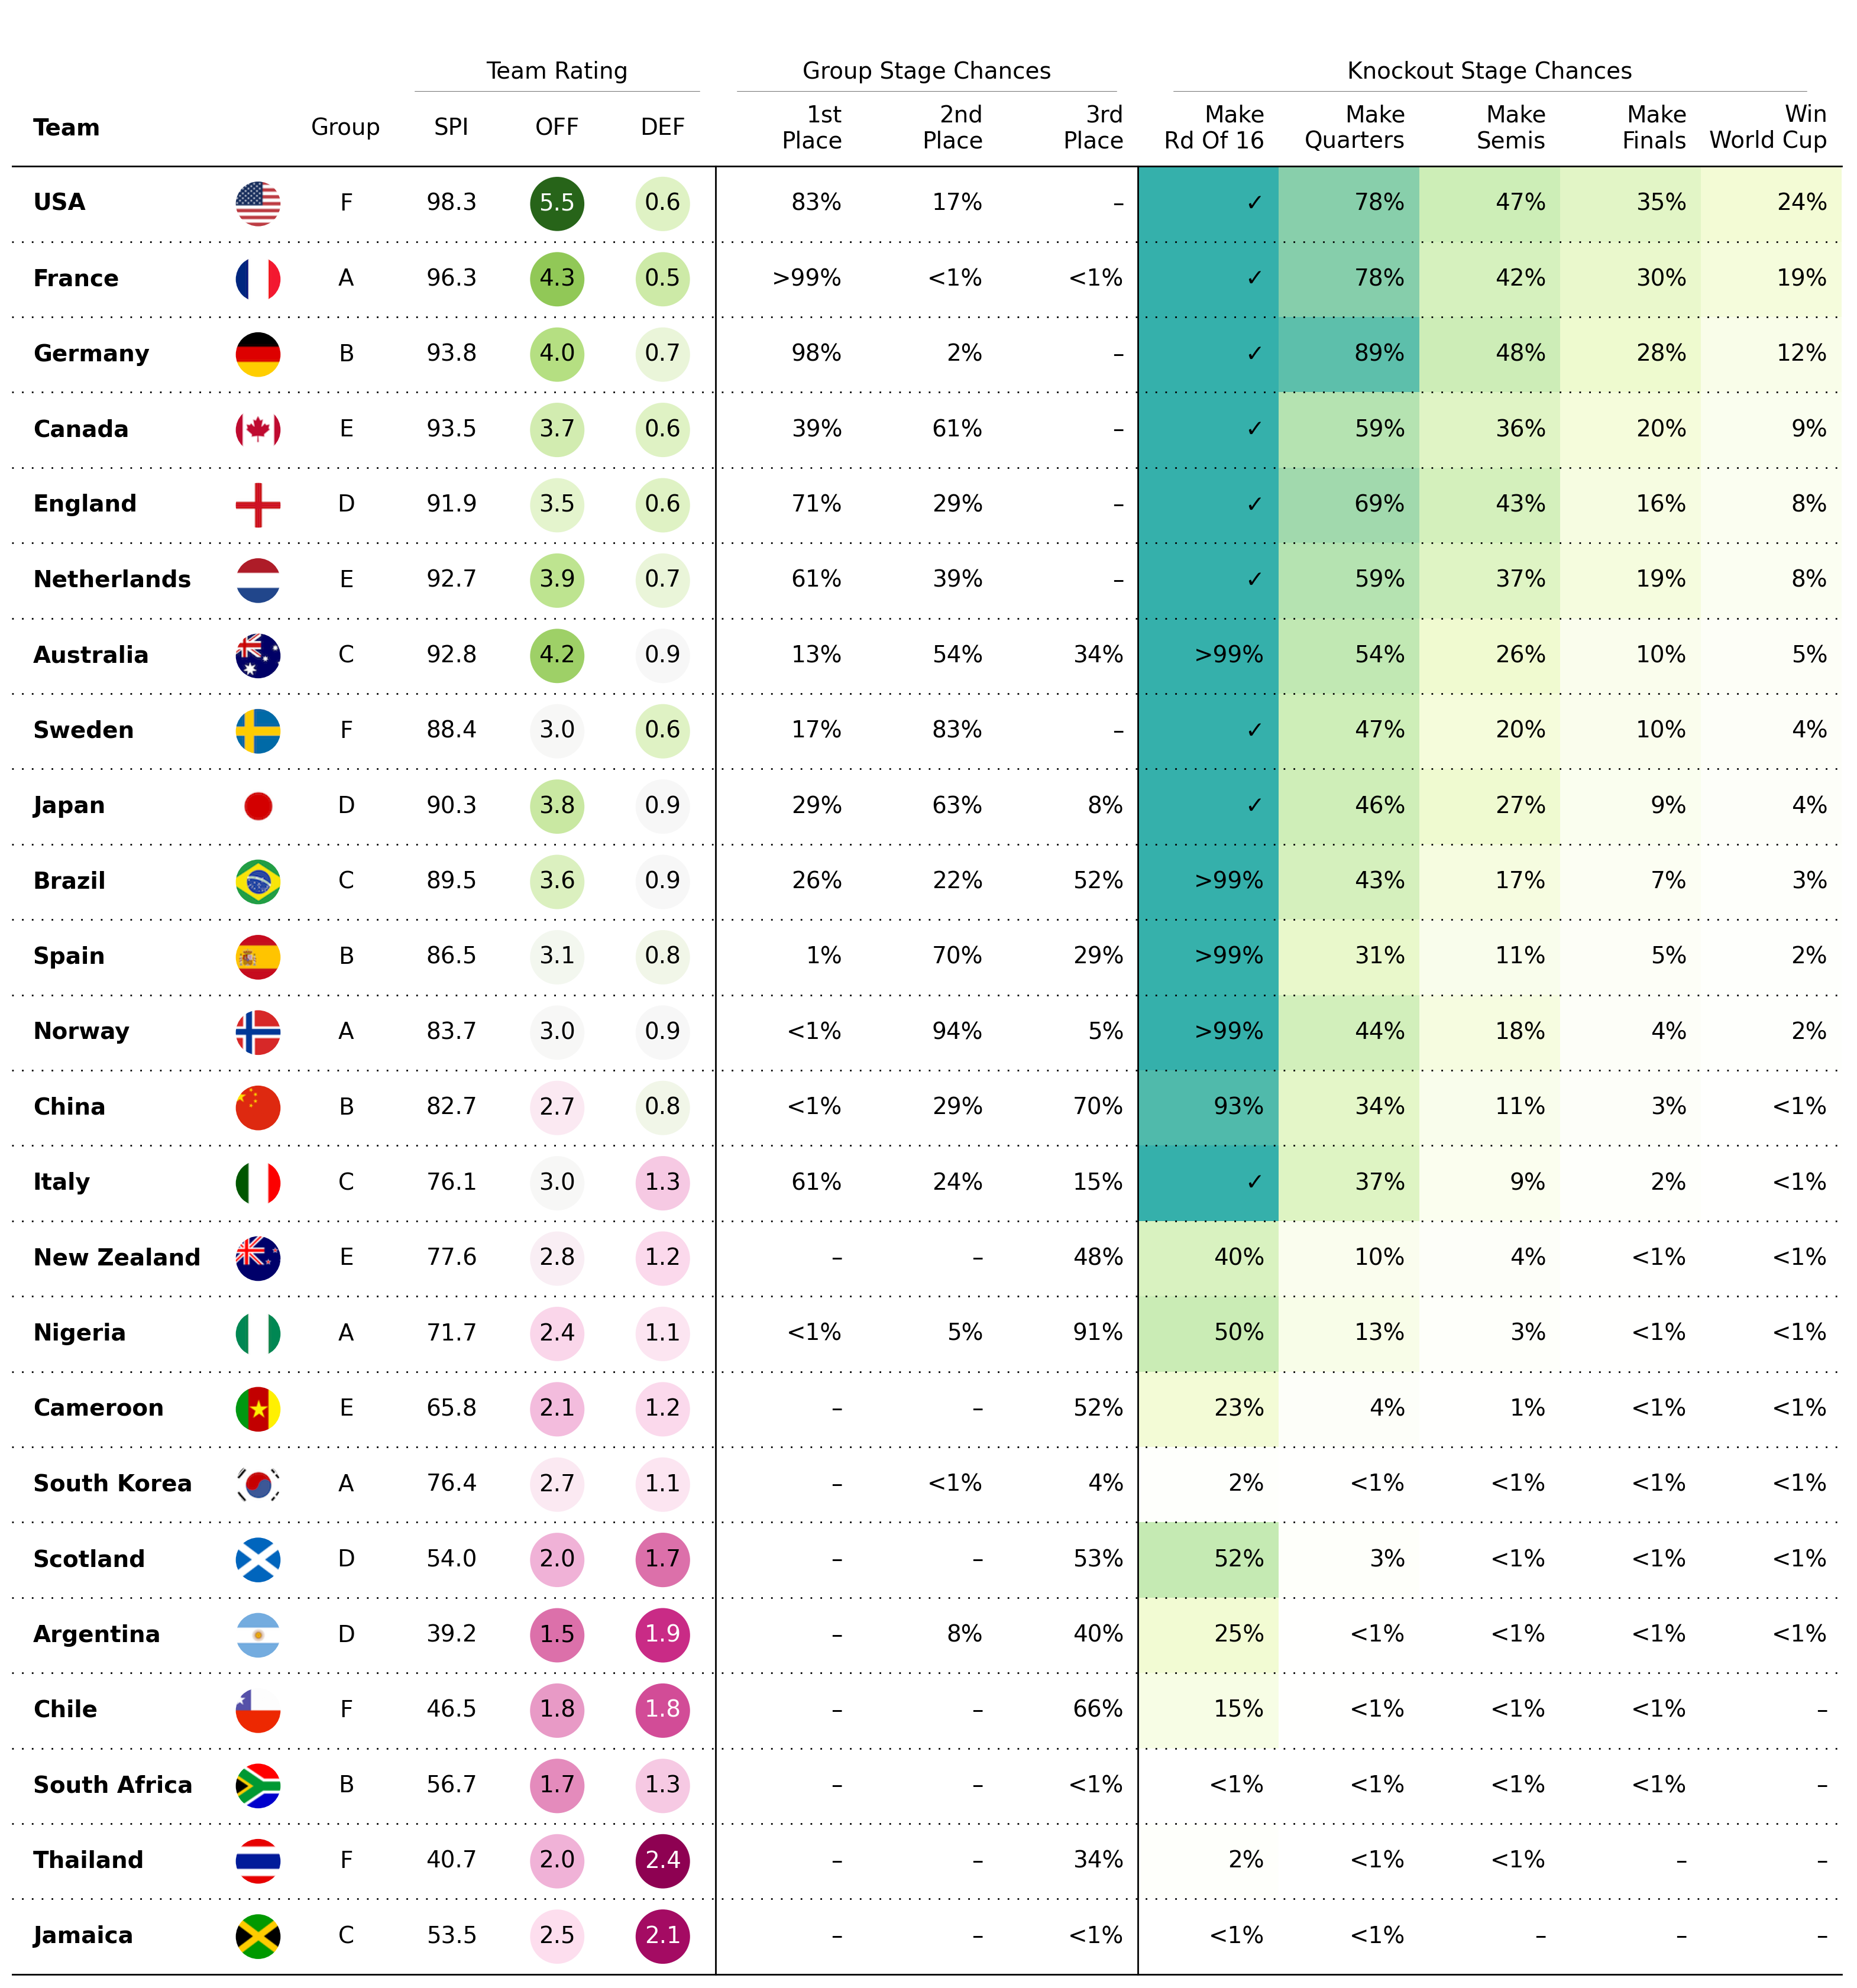 Team Rating Group Stage Chances Knockout Stage Chances
Team Group SPI OFF DEF 1st Place 2nd Place 3rd Place Make Rd Of 16 Make Quarters Make Semis Make Finals Win World Cup
USA F 98.3 5.5 0.6 83% 17% – ✓ 78% 47% 35% 24%
France A 96.3 4.3 0.5 >99% <1% <1% ✓ 78% 42% 30% 19%
Germany B 93.8 4.0 0.7 98% 2% – ✓ 89% 48% 28% 12%
Canada E 93.5 3.7 0.6 39% 61% – ✓ 59% 36% 20% 9%
England D 91.9 3.5 0.6 71% 29% – ✓ 69% 43% 16% 8%
Netherlands E 92.7 3.9 0.7 61% 39% – ✓ 59% 37% 19% 8%
Australia C 92.8 4.2 0.9 13% 54% 34% >99% 54% 26% 10% 5%
Sweden F 88.4 3.0 0.6 17% 83% – ✓ 47% 20% 10% 4%
Japan D 90.3 3.8 0.9 29% 63% 8% ✓ 46% 27% 9% 4%
Brazil C 89.5 3.6 0.9 26% 22% 52% >99% 43% 17% 7% 3%
Spain B 86.5 3.1 0.8 1% 70% 29% >99% 31% 11% 5% 2%
Norway A 83.7 3.0 0.9 <1% 94% 5% >99% 44% 18% 4% 2%
China B 82.7 2.7 0.8 <1% 29% 70% 93% 34% 11% 3% <1%
Italy C 76.1 3.0 1.3 61% 24% 15% ✓ 37% 9% 2% <1%
New Zealand E 77.6 2.8 1.2 – – 48% 40% 10% 4% <1% <1%
Nigeria A 71.7 2.4 1.1 <1% 5% 91% 50% 13% 3% <1% <1%
Cameroon E 65.8 2.1 1.2 – – 52% 23% 4% 1% <1% <1%
South Korea A 76.4 2.7 1.1 – <1% 4% 2% <1% <1% <1% <1%
Scotland D 54.0 2.0 1.7 – – 53% 52% 3% <1% <1% <1%
Argentina D 39.2 1.5 1.9 – 8% 40% 25% <1% <1% <1% <1%
Chile F 46.5 1.8 1.8 – – 66% 15% <1% <1% <1% –
South Africa B 56.7 1.7 1.3 – – <1% <1% <1% <1% <1% –
Thailand F 40.7 2.0 2.4 – – 34% 2% <1% <1% – –
Jamaica C 53.5 2.5 2.1 – – <1% <1% <1% – – –